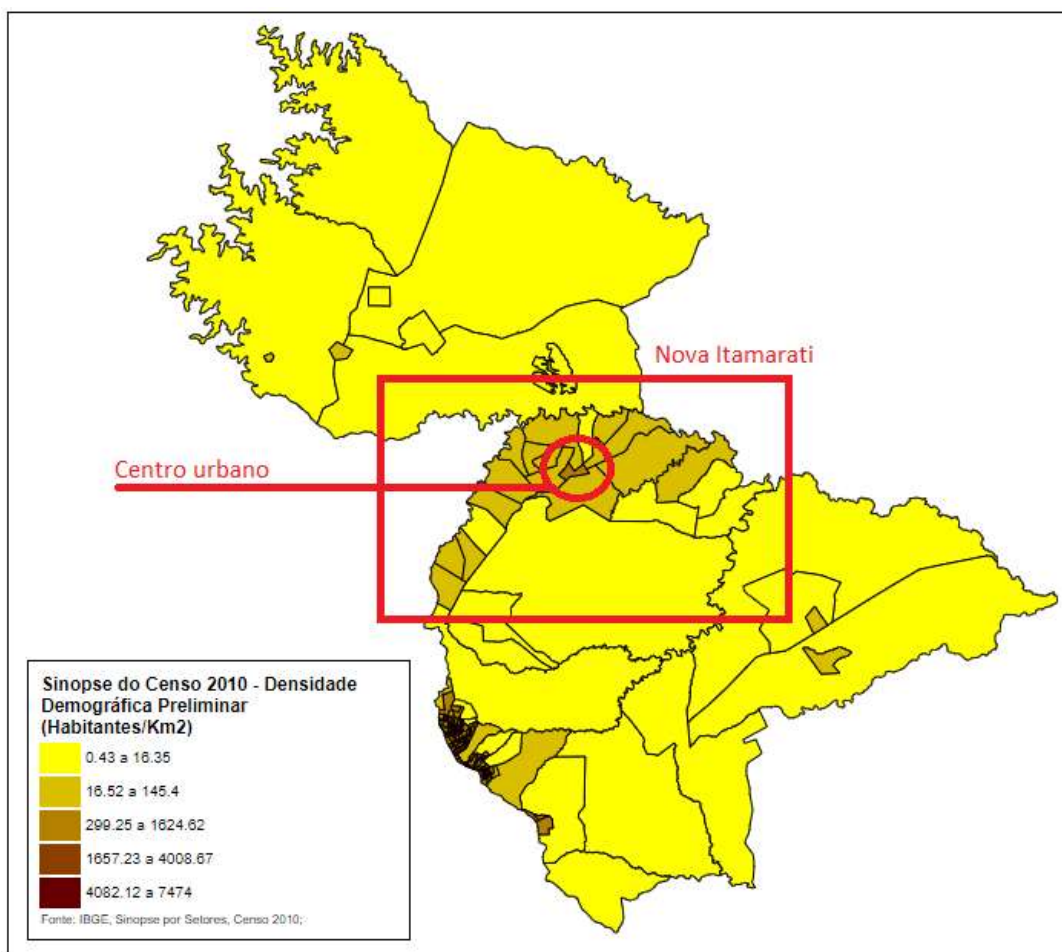 Nova Itamarati
Centro urbano
Sinopse do Censo 2010 - Densidade
Demográfica Preliminar
(Habitantes/Km2)
0.43 a 16.35
16.52 a 145.4
299.25 a 1624.62
1657.23 a 4008.67
4082.12 a 7474
Fonte: IBGE, Sinopse por Setores, Censo 2010;